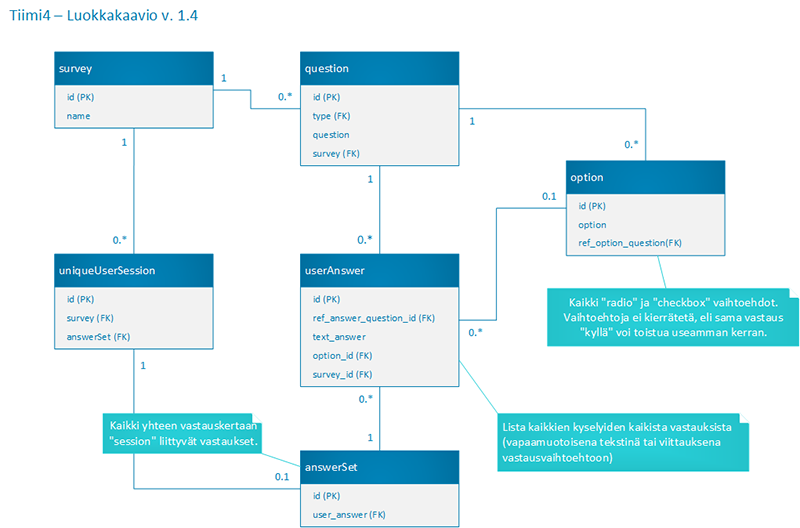 Tiimi4 – Luokkakaavio v. 1.4
survey
id (PK)
name
1
0.*
question
id (PK)
type (FK)
question
survey (FK)
1
0.*
option
id (PK)
option
ref_option_question(FK)
1
0.*
1
0.*
0.1
0.*
uniqueUserSession
id (PK)
survey (FK)
answerSet (FK)
userAnswer
id (PK)
ref_answer_question_id (FK)
text_answer
option_id (FK)
survey_id (FK)
Kaikki "radio" ja "checkbox" vaihtoehdot.
Vaihtoehtoja ei kierrätetä, eli sama vastaus
"kyllä" voi toistua useamman kerran.
1
0.*
1
0.1
Kaikki yhteen vastauskertaan
"session" liittyvät vastaukset.
Lista kaikkien kyselyiden kaikista vastauksista
(vapaamuotoisena tekstinä tai viittauksena
vastausvaihtoehtoon)
answerSet
id (PK)
user_answer (FK)